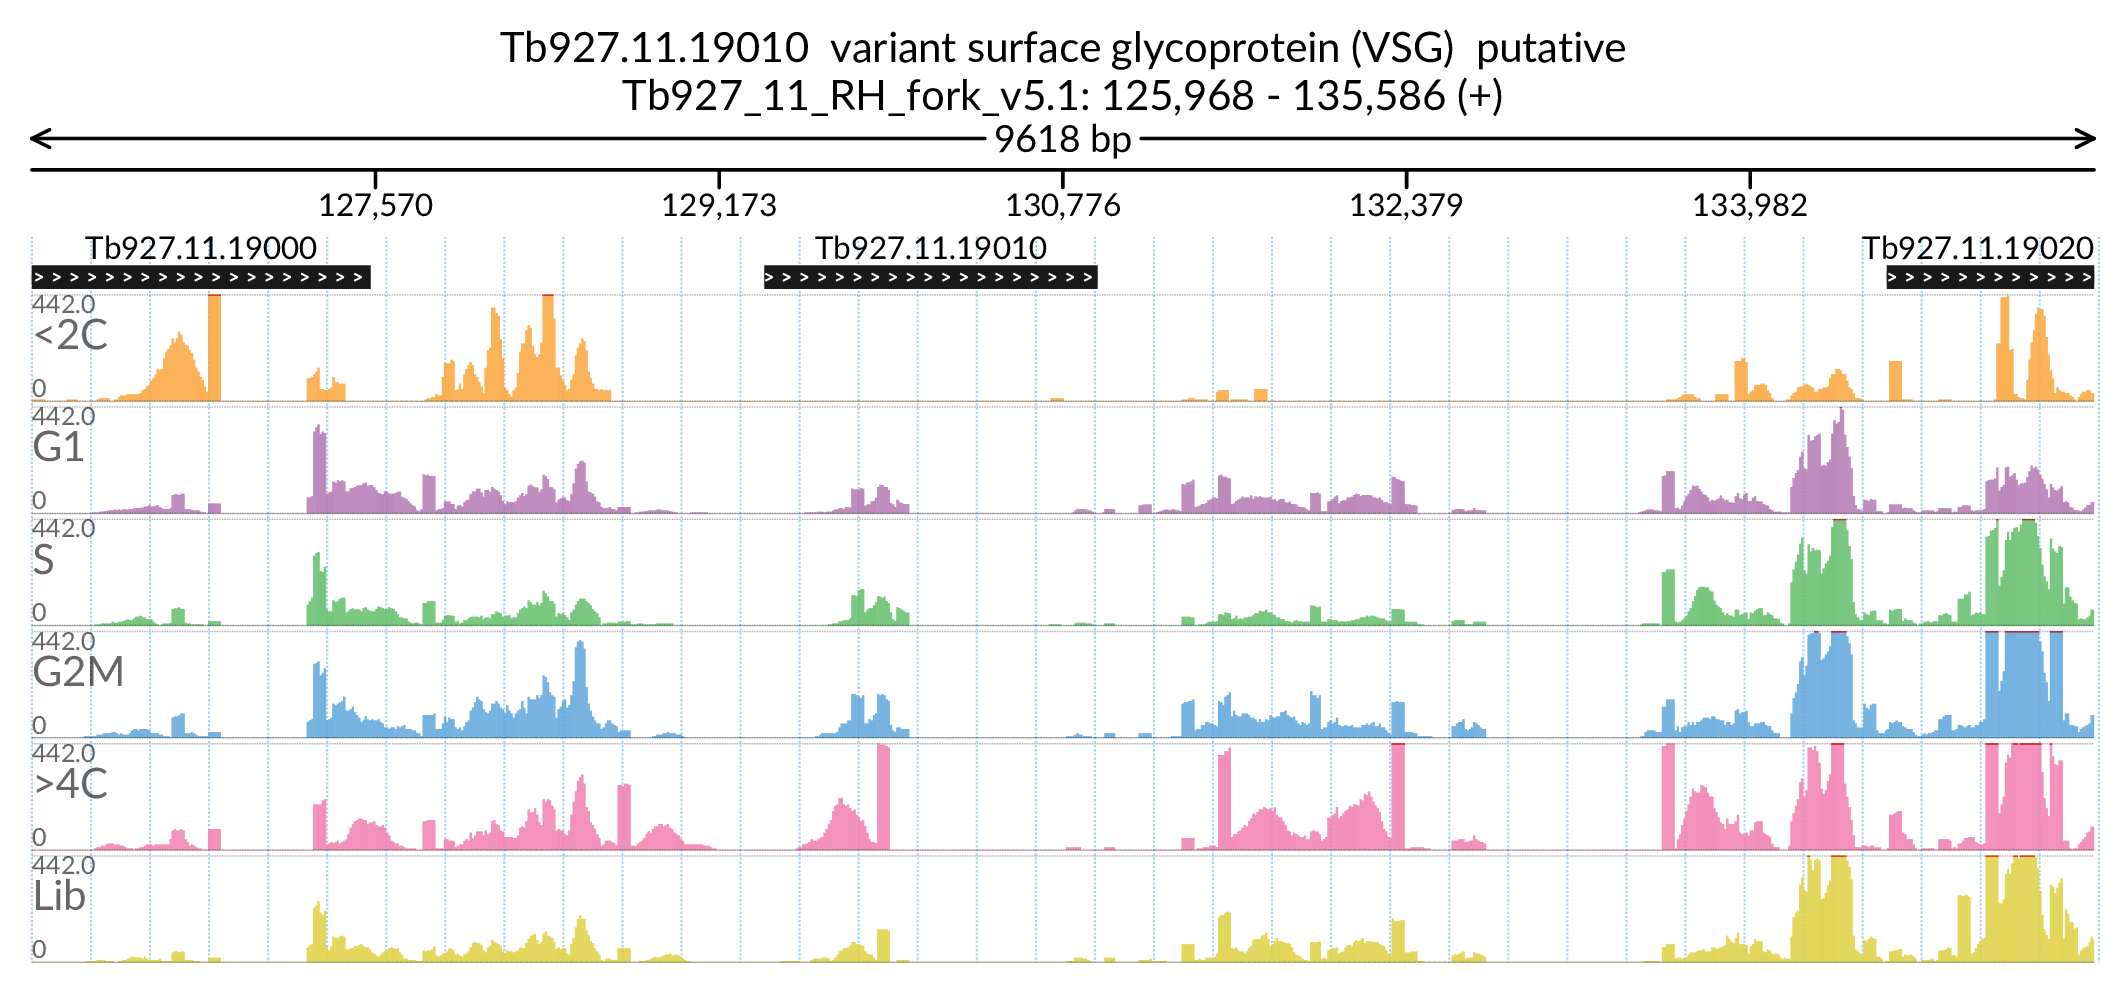 Tb927.11.19010  variant surface glycoprotein (VSG)  putative
Tb927_11_RH_fork_v5.1: 125,968 - 135,586 (+)
9618 bp
127,570 129,173 130,776 132,379 133,982
Tb927.11.19000 Tb927.11.19010 Tb927.11.19020
442.0
<2C
0
442.0
G1
0
442.0
S
0
442.0
G2M
0
442.0
>4C
0
442.0
Lib
0